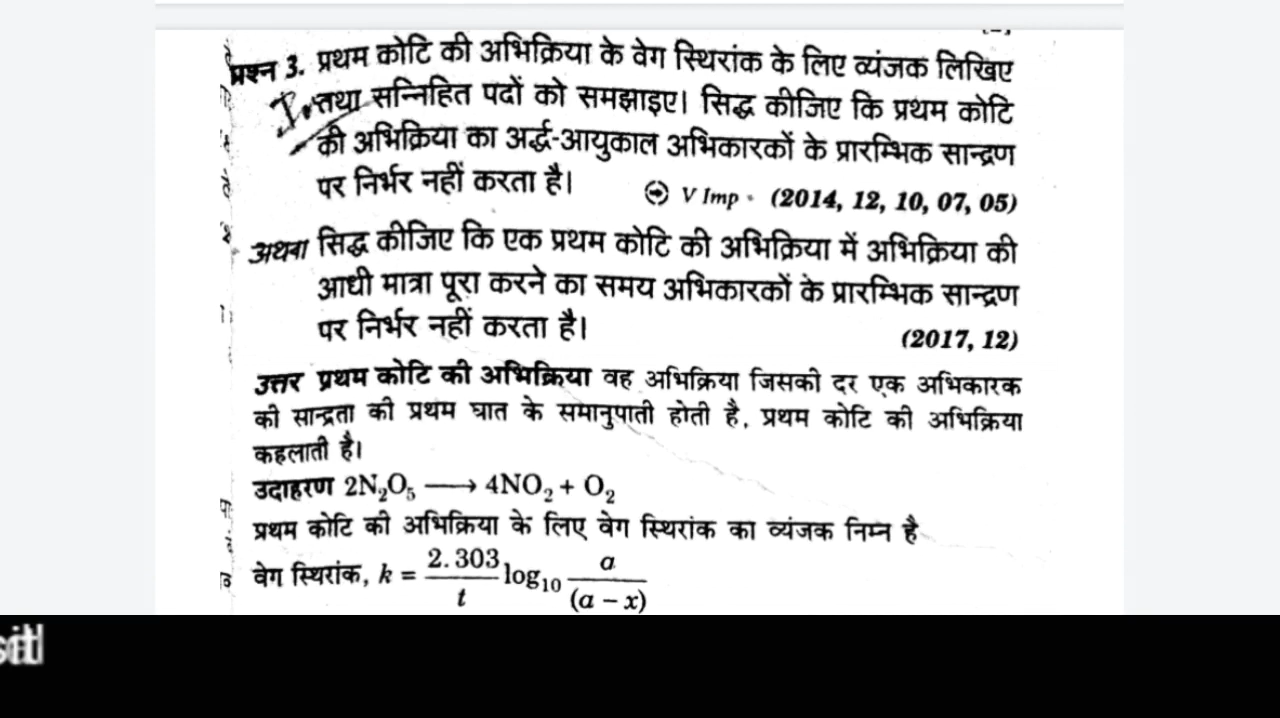 प्रश्न 3. प्रथम कोटि की अभिक्रिया के वेग स्थिरांक के लिए व्यंजक लिखिए
तथा सन्निहित पदों को समझाइए। सिद्ध कीजिए कि प्रथम कोटि
की अभिक्रिया का अर्द्ध-आयुकाल अभिकारकों के प्रारम्भिक सान्द्रण
पर निर्भर नहीं करता है। V Imp (2014, 12, 10, 07, 05)
अथवा सिद्ध कीजिए कि एक प्रथम कोटि की अभिक्रिया में अभिक्रिया की
आधी मात्रा पूरा करने का समय अभिकारकों के प्रारम्भिक सान्द्रण
पर निर्भर नहीं करता है। (2017, 12)
उत्तर प्रथम कोटि की अभिक्रिया वह अभिक्रिया जिसकी दर एक अभिकारक
की सान्द्रता की प्रथम घात के समानुपाती होती है, प्रथम कोटि की अभिक्रिया
कहलाती है।
उदाहरण 2N₂O₅ ⟶ 4NO₂ + O₂
प्रथम कोटि की अभिक्रिया के लिए वेग स्थिरांक का व्यंजक निम्न है
वेग स्थिरांक, k = 2.303/t log₁₀ a/(a – x)